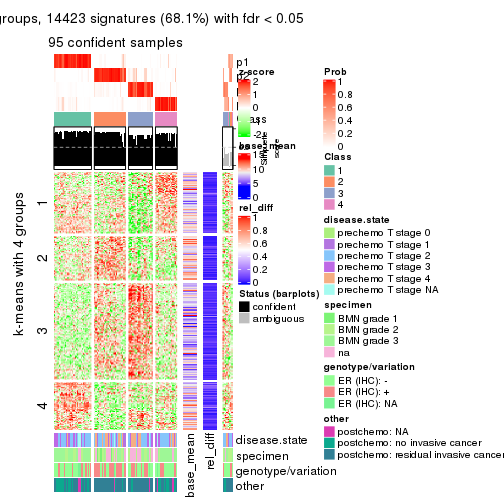 groups, 14423 signatures (68.1%) with fdr < 0.05
95 confident samples
p1
p2
z-score
2
1
0
-1
-2
base_mean
15
10
5
0
rel_diff
1
0.8
0.6
0.4
0.2
0
Status (barplots)
confident
ambiguous
Prob
1
0.8
0.6
0.4
0.2
0
Class
1
2
3
4
disease.state
prechemo T stage 0
prechemo T stage 1
prechemo T stage 2
prechemo T stage 3
prechemo T stage 4
prechemo T stage NA
specimen
BMN grade 1
BMN grade 2
BMN grade 3
na
genotype/variation
ER (IHC): -
ER (IHC): +
ER (IHC): NA
other
postchemo: NA
postchemo: no invasive cancer
postchemo: residual invasive cancer
k-means with 4 groups
1
2
3
4
base_mean
rel_diff
disease.state
specimen
genotype/variation
other